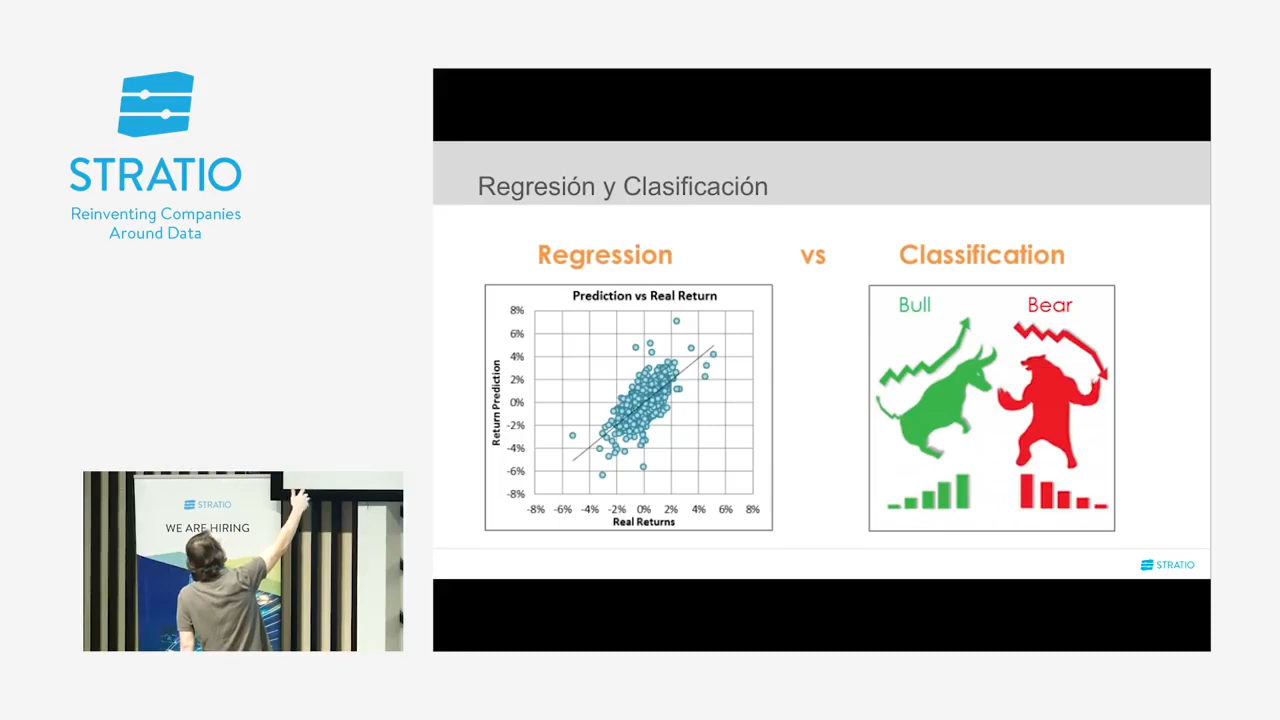 STRATIO
Reinventing Companies
Around Data
Regresión y Clasificación
Regression vs Classification
Prediction vs Real Return
8%
6%
4%
2%
0%
-2%
-4%
-6%
-8%
Return Prediction
-8% -6% -4% -2% 0% 2% 4% 6% 8%
Real Returns
Bull Bear
STRATIO
STRATIO
WE ARE HIRING